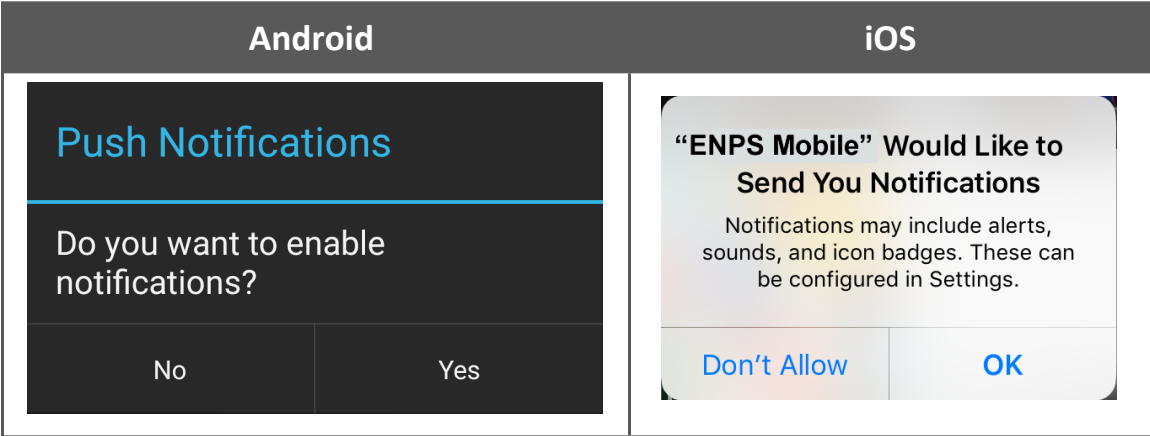 Android
iOS
Push Notifications
Do you want to enable
notifications?
No
Yes
“ENPS Mobile” Would Like to
Send You Notifications
Notifications may include alerts,
sounds, and icon badges. These can
be configured in Settings.
Don’t Allow
OK